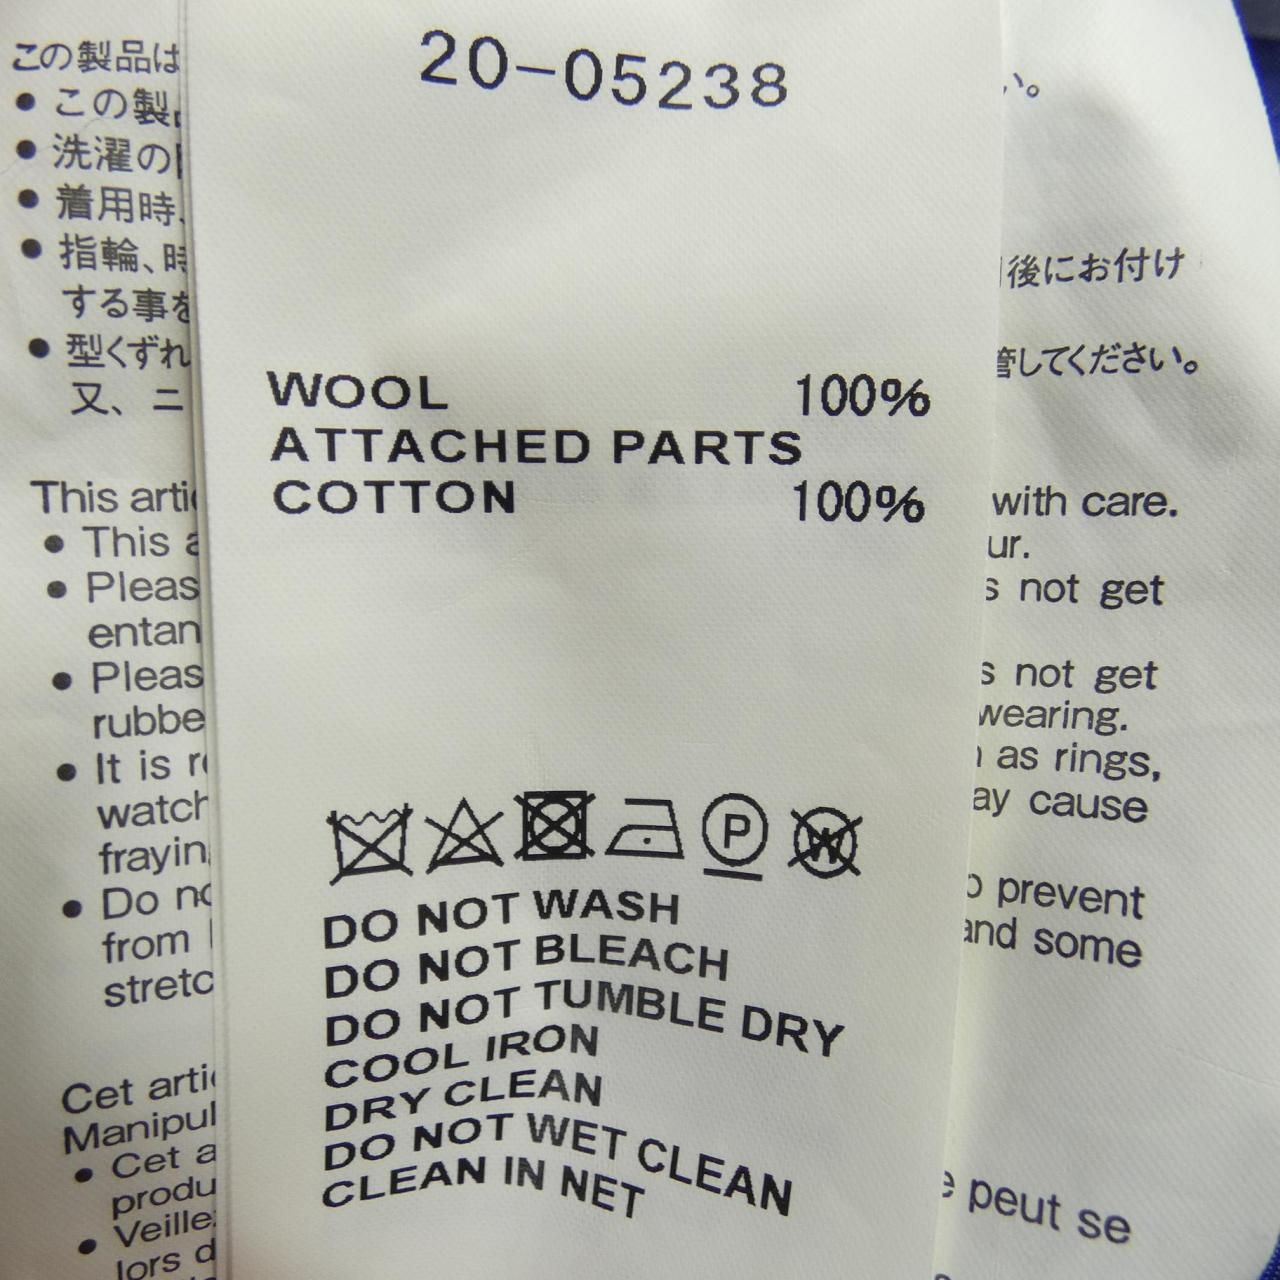 20-05238
WOOL 100%
ATTACHED PARTS
COTTON 100%
P
W
DO NOT WASH
DO NOT BLEACH
DO NOT TUMBLE DRY
COOL IRON
DRY CLEAN
DO NOT WET CLEAN
CLEAN IN NET
この製品は
• この製
• 洗濯の
• 着用時、
• 指輪、時
する事を
• 型くずれ
又、ニ
い。
後にお付け
管してください。
This arti
• This a
• Pleas
entan
• Pleas
rubbe
• It is r
watch
frayin
• Do no
from
stretc
with care.
ur.
s not get
s not get
wearing.
as rings,
ay cause
prevent
and some
Cet arti
Manipul
• Cet a
produ
• Veille
lors d
peut se